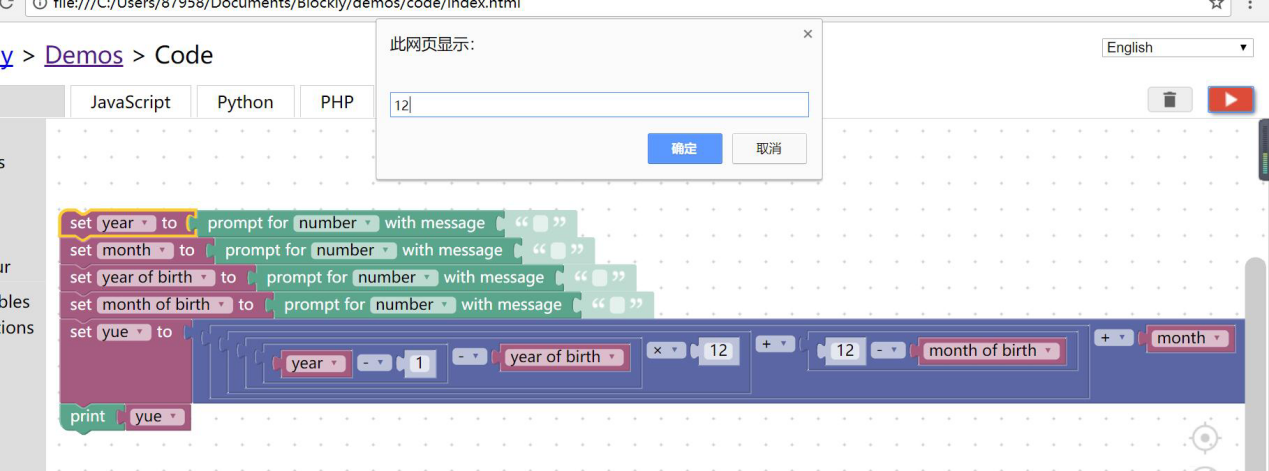 file:///C:/Users/87958/Documents/Blockly/demos/code/index.html
y > Demos > Code
此网页显示：
12
确定
取消
English
JavaScript
Python
PHP
s
ur
bles
tions
set year to prompt for number with message “ ”
set month to prompt for number with message “ ”
set year of birth to prompt for number with message “ ”
set month of birth to prompt for number with message “ ”
set yue to year - 1 - year of birth × 12 + 12 - month of birth + month
print yue